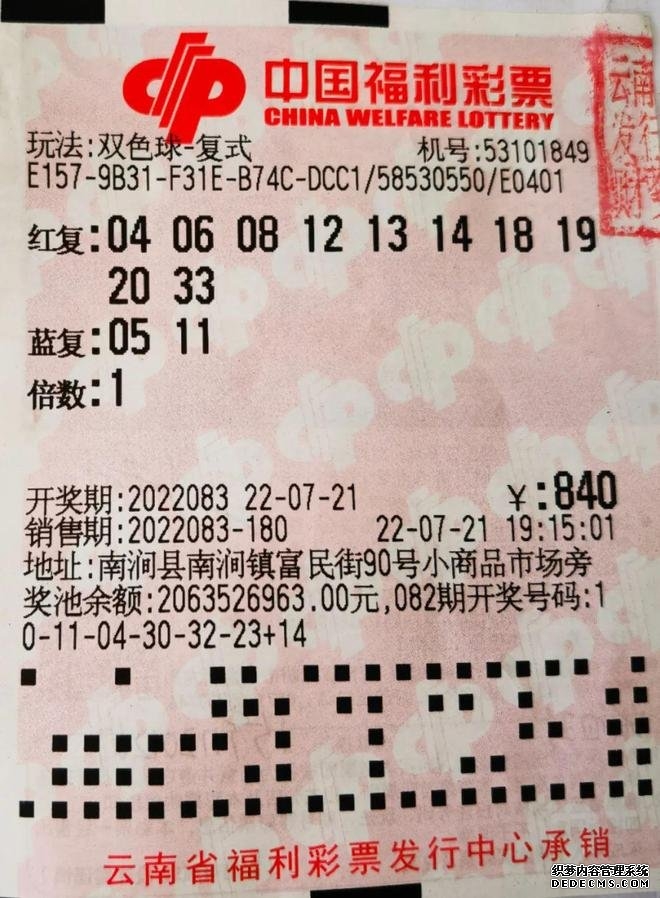 中国福利彩票
CHINA WELFARE LOTTERY
云南
发行
玩法:双色球-复式 机号:53101849
E157-9B31-F31E-B74C-DCC1/58530550/E0401
红复:04 06 08 12 13 14 18 19
20 33
蓝复:05 11
倍数:1
开奖期:2022083 22-07-21 ¥:840
销售期:2022083-180 22-07-21 19:15:01
地址:南涧县南涧镇富民街90号小商品市场旁
奖池余额:2063526963.00元,082期开奖号码:1
0-11-04-30-32-23+14
云南省福利彩票发行中心承销
织梦内容管理系统
DEDECMS.COM